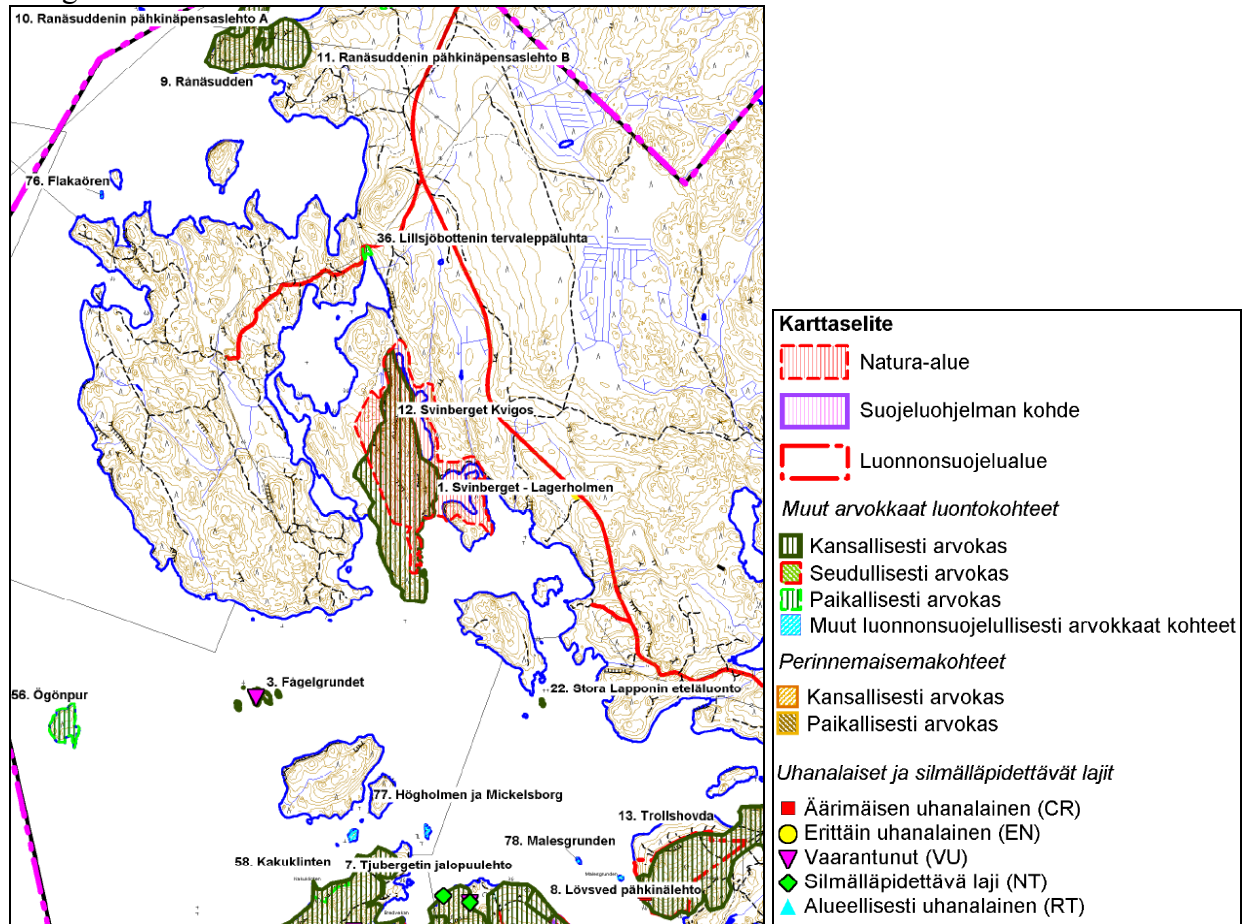 10. Ranäsuddenin pähkinäpensaslehto A
11. Ranäsuddenin pähkinäpensaslehto B
9. Ränäsudden
76. Flakaören
36. Lillsjöbottenin tervaleppäluhta
12. Svinberget Kvigos
1. Svinberget - Lagerholmen
22. Stora Lapponin eteläluonto
3. Fågelgrundet
56. Ögönpur
77. Högholmen ja Mickelsborg
13. Trollshovda
78. Malesgrunden
58. Kakuklinten
7. Tjubergetin jalopuulehto
8. Lövsved pähkinälehto
Karttaselite
Natura-alue
Suojeluohjelman kohde
Luonnonsuojelualue
Muut arvokkaat luontokohteet
Kansallisesti arvokas
Seudullisesti arvokas
Paikallisesti arvokas
Muut luonnonsuojelullisesti arvokkaat kohteet
Perinnemaisemakohteet
Kansallisesti arvokas
Paikallisesti arvokas
Uhanalaiset ja silmälläpidettävät lajit
Äärimäisen uhanalainen (CR)
Erittäin uhanalainen (EN)
Vaarantunut (VU)
Silmälläpidettävä laji (NT)
Alueellisesti uhanalainen (RT)